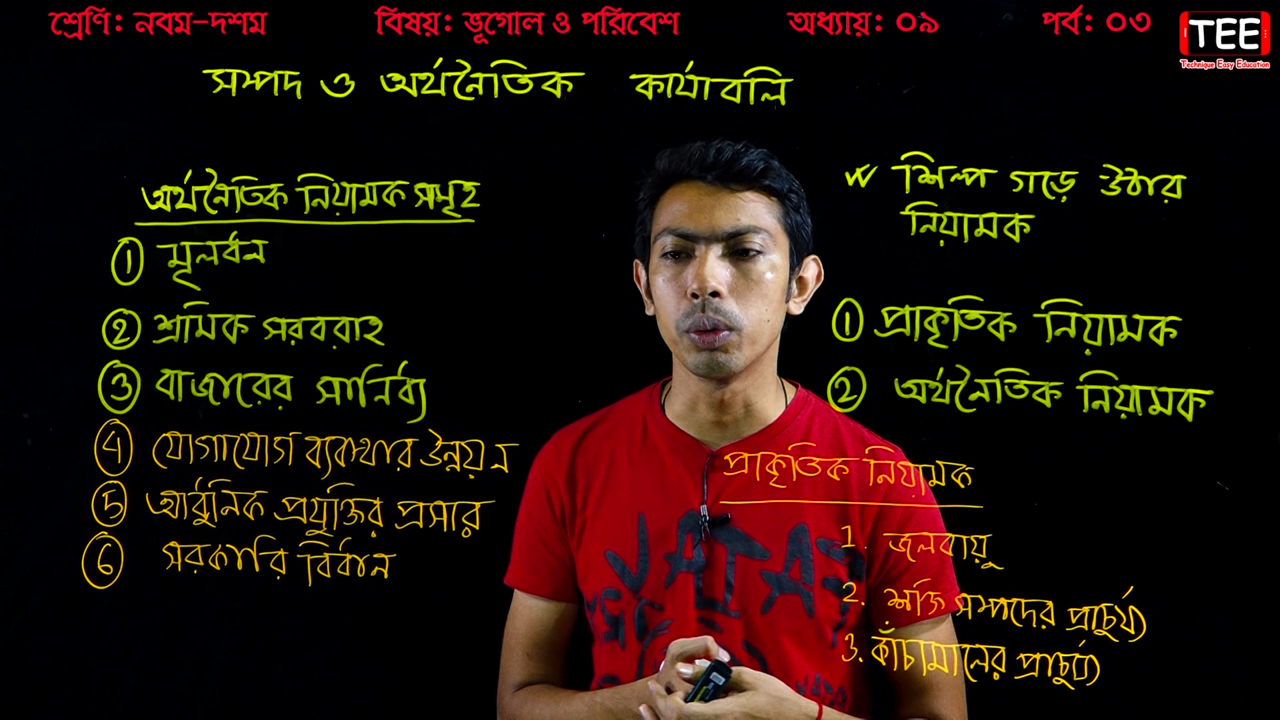 শ্রেণি: নবম-দশম বিষয়: ভূগোল ও পরিবেশ অধ্যায়: ০৯ পর্ব: ০৩
TEE
Technique Easy Education
সম্পদ ও অর্থনৈতিক কার্যাবলি
অর্থনৈতিক নিয়ামক সমূহ
① মূলধন
② শ্রমিক সরবরাহ
③ বাজারের সান্নিধ্য
④ যোগাযোগ ব্যবস্থার উন্নয়ন
⑤ আধুনিক প্রযুক্তির প্রসার
⑥ সরকারি বিধান
শিল্প গড়ে উঠার
নিয়ামক
① প্রাকৃতিক নিয়ামক
② অর্থনৈতিক নিয়ামক
প্রাকৃতিক নিয়ামক
1. জলবায়ু
2. শক্তি সম্পদের প্রাচুর্য
3. কাঁচামালের প্রাচুর্য